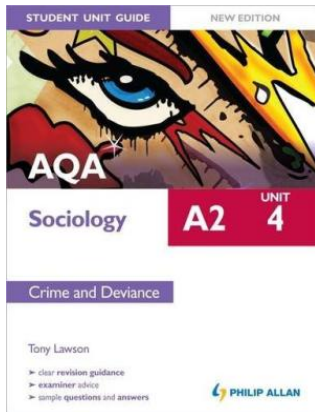 STUDENT UNIT GUIDE
NEW EDITION
AQA
Sociology
A2
UNIT
4
Crime and Deviance
Tony Lawson
➤ clear revision guidance
➤ examiner advice
➤ sample questions and answers
PHILIP ALLAN